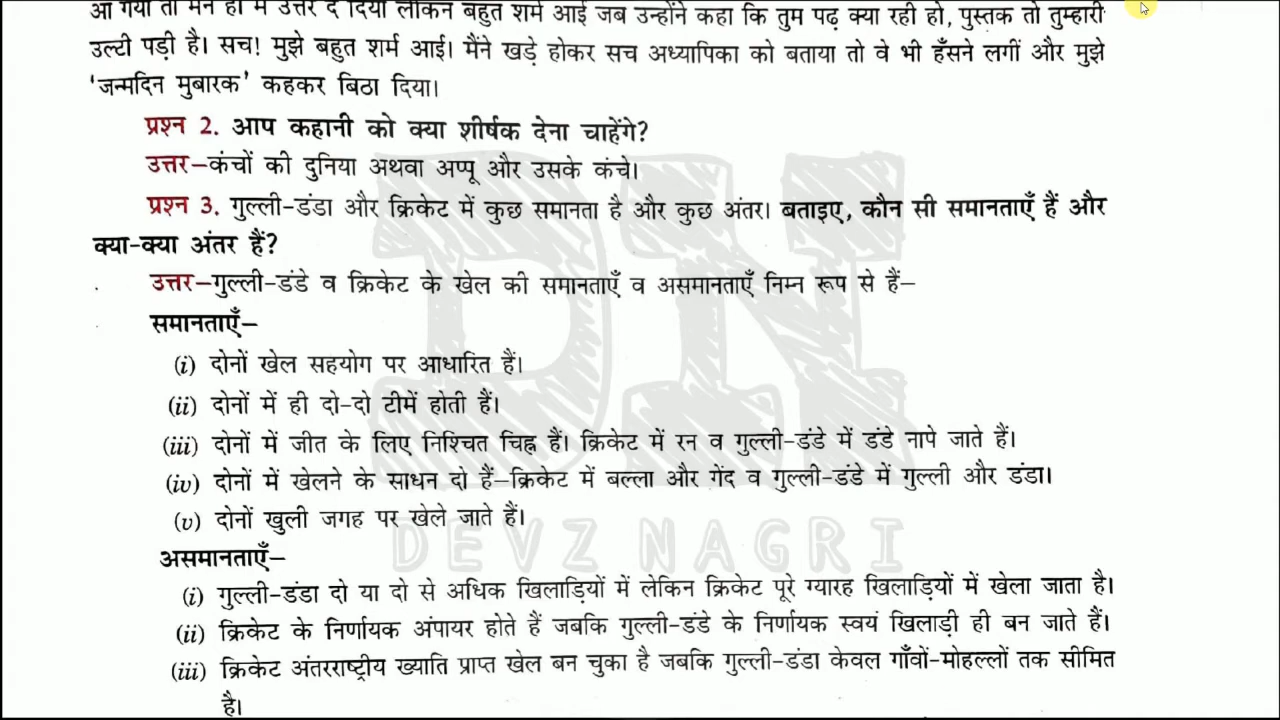 आ गया तो मैंने ही में उत्तर दे दिया लेकिन बहुत शर्म आई जब उन्होंने कहा कि तुम पढ़ क्या रही हो, पुस्तक तो तुम्हारी
उल्टी पड़ी है। सच! मुझे बहुत शर्म आई। मैंने खड़े होकर सच अध्यापिका को बताया तो वे भी हँसने लगीं और मुझे
‘जन्मदिन मुबारक’ कहकर बिठा दिया।
प्रश्न 2. आप कहानी को क्या शीर्षक देना चाहेंगे?
उत्तर–कंचों की दुनिया अथवा अप्पू और उसके कंचे।
प्रश्न 3. गुल्ली-डंडा और क्रिकेट में कुछ समानता है और कुछ अंतर। बताइए, कौन सी समानताएँ हैं और
क्या-क्या अंतर हैं?
उत्तर–गुल्ली-डंडे व क्रिकेट के खेल की समानताएँ व असमानताएँ निम्न रूप से हैं–
समानताएँ–
(i) दोनों खेल सहयोग पर आधारित हैं।
(ii) दोनों में ही दो-दो टीमें होती हैं।
(iii) दोनों में जीत के लिए निश्चित चिह्न हैं। क्रिकेट में रन व गुल्ली-डंडे में डंडे नापे जाते हैं।
(iv) दोनों में खेलने के साधन दो हैं–क्रिकेट में बल्ला और गेंद व गुल्ली-डंडे में गुल्ली और डंडा।
(v) दोनों खुली जगह पर खेले जाते हैं।
DN
DEVZ NAGRI
असमानताएँ–
(i) गुल्ली-डंडा दो या दो से अधिक खिलाड़ियों में लेकिन क्रिकेट पूरे ग्यारह खिलाड़ियों में खेला जाता है।
(ii) क्रिकेट के निर्णायक अंपायर होते हैं जबकि गुल्ली-डंडे के निर्णायक स्वयं खिलाड़ी ही बन जाते हैं।
(iii) क्रिकेट अंतरराष्ट्रीय ख्याति प्राप्त खेल बन चुका है जबकि गुल्ली-डंडा केवल गाँवों-मोहल्लों तक सीमित
है।